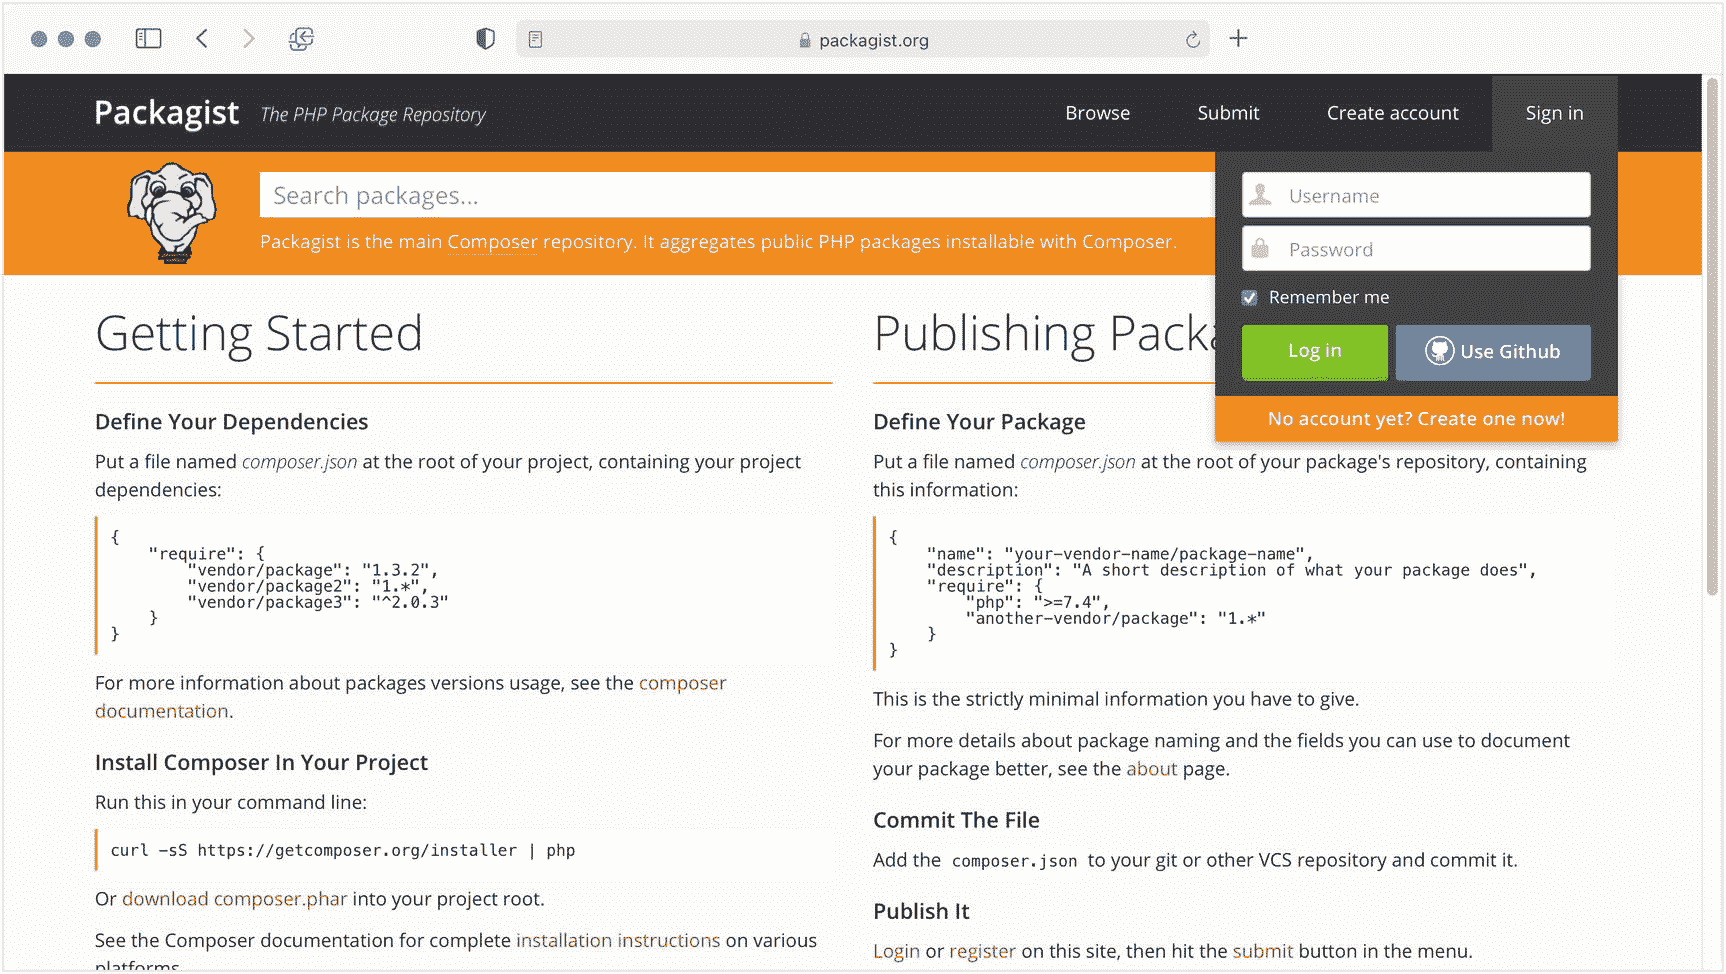 packagist.org
Packagist The PHP Package Repository
Browse Submit Create account Sign in
Search packages...
Packagist is the main Composer repository. It aggregates public PHP packages installable with Composer.
Username
Password
Remember me
Log in Use Github
No account yet? Create one now!
Getting Started
Define Your Dependencies
Put a file named composer.json at the root of your project, containing your project
dependencies:
{
    "require": {
        "vendor/package": "1.3.2",
        "vendor/package2": "1.*",
        "vendor/package3": "^2.0.3"
    }
}
For more information about packages versions usage, see the composer
documentation.
Install Composer In Your Project
Run this in your command line:
curl -sS https://getcomposer.org/installer | php
Or download composer.phar into your project root.
See the Composer documentation for complete installation instructions on various
platforms
Publishing Pack
Define Your Package
Put a file named composer.json at the root of your package's repository, containing
this information:
{
    "name": "your-vendor-name/package-name",
    "description": "A short description of what your package does",
    "require": {
        "php": ">=7.4",
        "another-vendor/package": "1.*"
    }
}
This is the strictly minimal information you have to give.
For more details about package naming and the fields you can use to document
your package better, see the about page.
Commit The File
Add the composer.json to your git or other VCS repository and commit it.
Publish It
Login or register on this site, then hit the submit button in the menu.